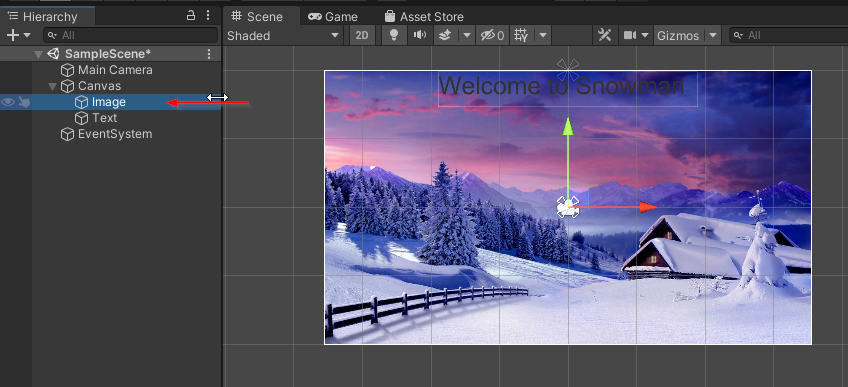 Hierarchy
All
SampleScene*
Main Camera
Canvas
Image
Text
EventSystem
Scene
Game
Asset Store
Shaded
2D
0
Gizmos
All
Welcome to Snowman